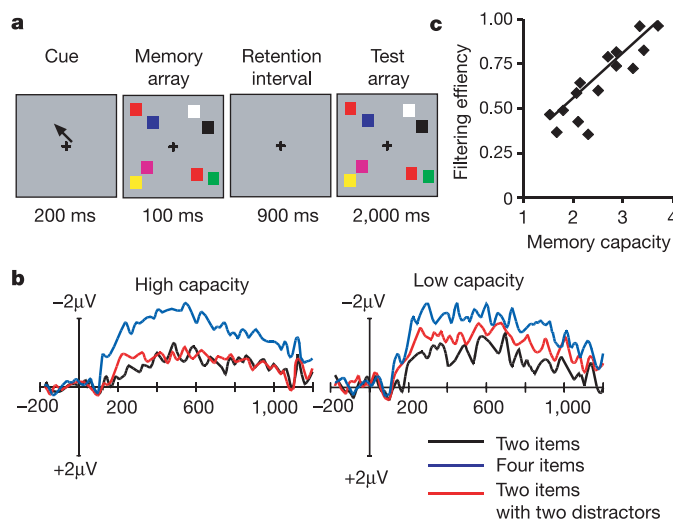 a
Cue
Memory array
Retention interval
Test array
200 ms
100 ms
900 ms
2,000 ms
c
Filtering effiency
1.00
0.75
0.50
0.25
0.00
1 2 3 4
Memory capacity
b
High capacity
−2μV
−200 200 600 1,000
+2μV
Low capacity
−2μV
−200 200 600 1,000
+2μV
Two items
Four items
Two items
with two distractors